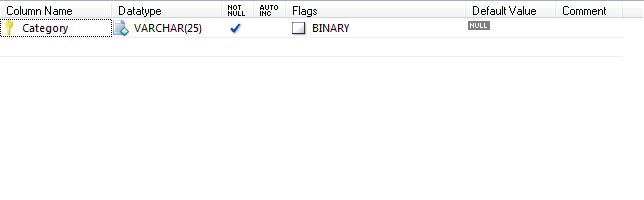 Column Name Datatype NOT NULL AUTO INC Flags Default Value Comment
Category VARCHAR(25) BINARY NULL